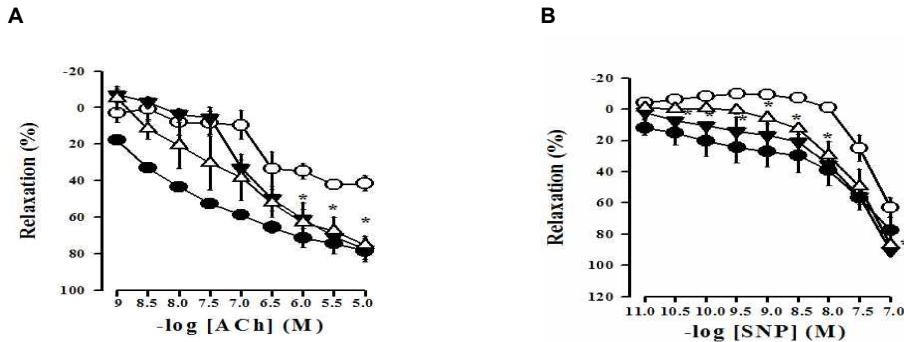 A
B
-20
0
20
40
60
80
100
Relaxation (%)
* * *
9 8.5 8.0 7.5 7.0 6.5 6.0 5.5 5.0
-log [ACh] (M)
-20
0
20
40
60
80
100
120
Relaxation (%)
* * * * * * *
11.0 10.5 10.0 9.5 9.0 8.5 8.0 7.5 7.0
-log [SNP] (M)